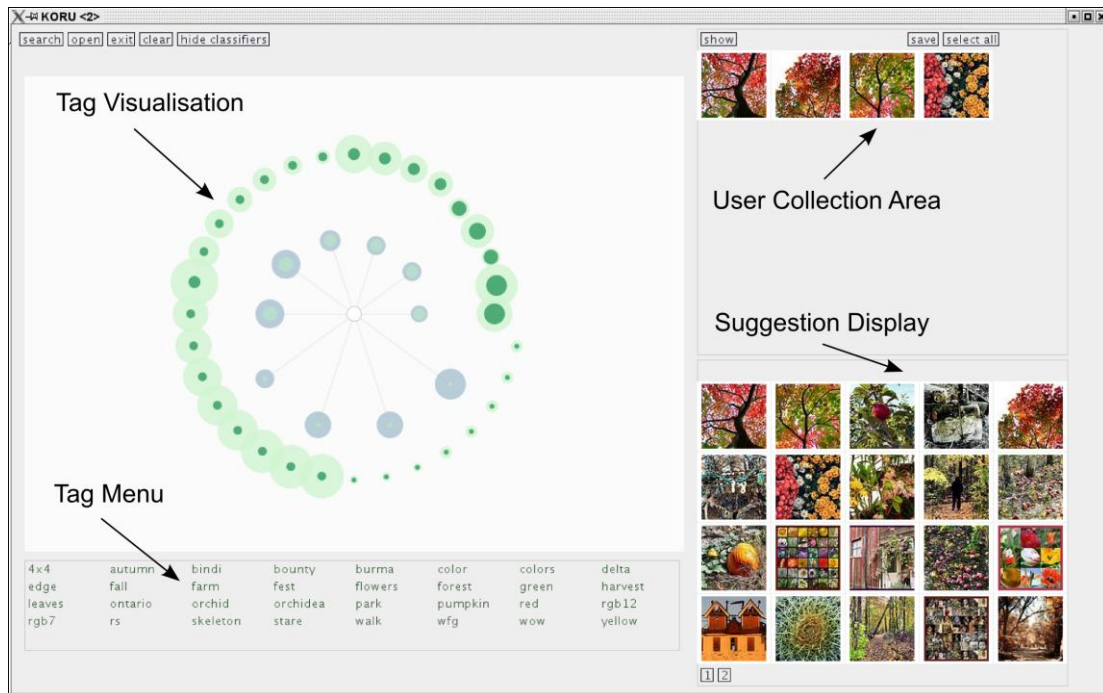 KORU <2>
search open exit clear hide classifiers
show save select all
Tag Visualisation
User Collection Area
Suggestion Display
Tag Menu
4x4 autumn bindi bounty burma color colors delta
edge fall farm fest flowers forest green harvest
leaves ontario orchid orchidea park pumpkin red rgb12
rgb7 rs skeleton stare walk wfg wow yellow
1 2